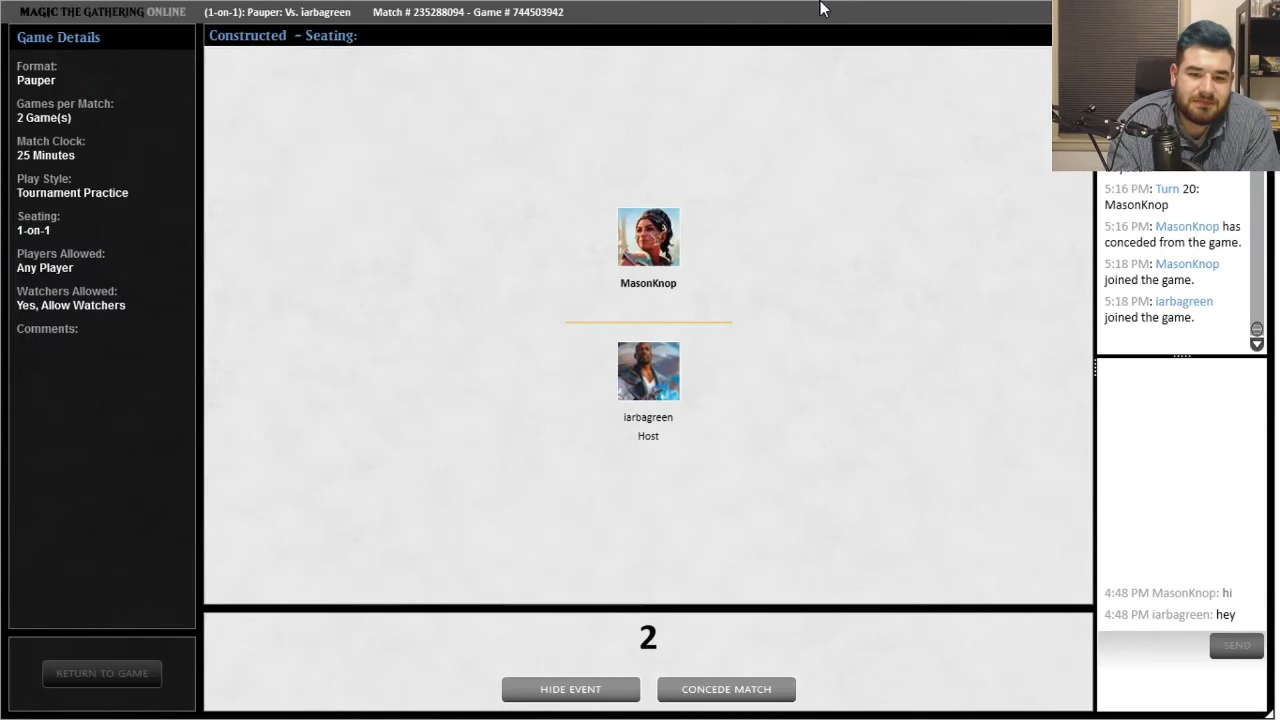 MAGIC THE GATHERING ONLINE
(1-on-1): Pauper: Vs. iarbagreen
Match # 235288094 - Game # 744503942
Game Details
Format:
Pauper
Games per Match:
2 Game(s)
Match Clock:
25 Minutes
Play Style:
Tournament Practice
Seating:
1-on-1
Players Allowed:
Any Player
Watchers Allowed:
Yes, Allow Watchers
Comments:
RETURN TO GAME
Constructed - Seating:
MasonKnop
iarbagreen
Host
2
HIDE EVENT
CONCEDE MATCH
5:16 PM: Turn 20:
MasonKnop
5:16 PM: MasonKnop has
conceded from the game.
5:18 PM: MasonKnop
joined the game.
5:18 PM: iarbagreen
joined the game.
4:48 PM MasonKnop: hi
4:48 PM iarbagreen: hey
SEND